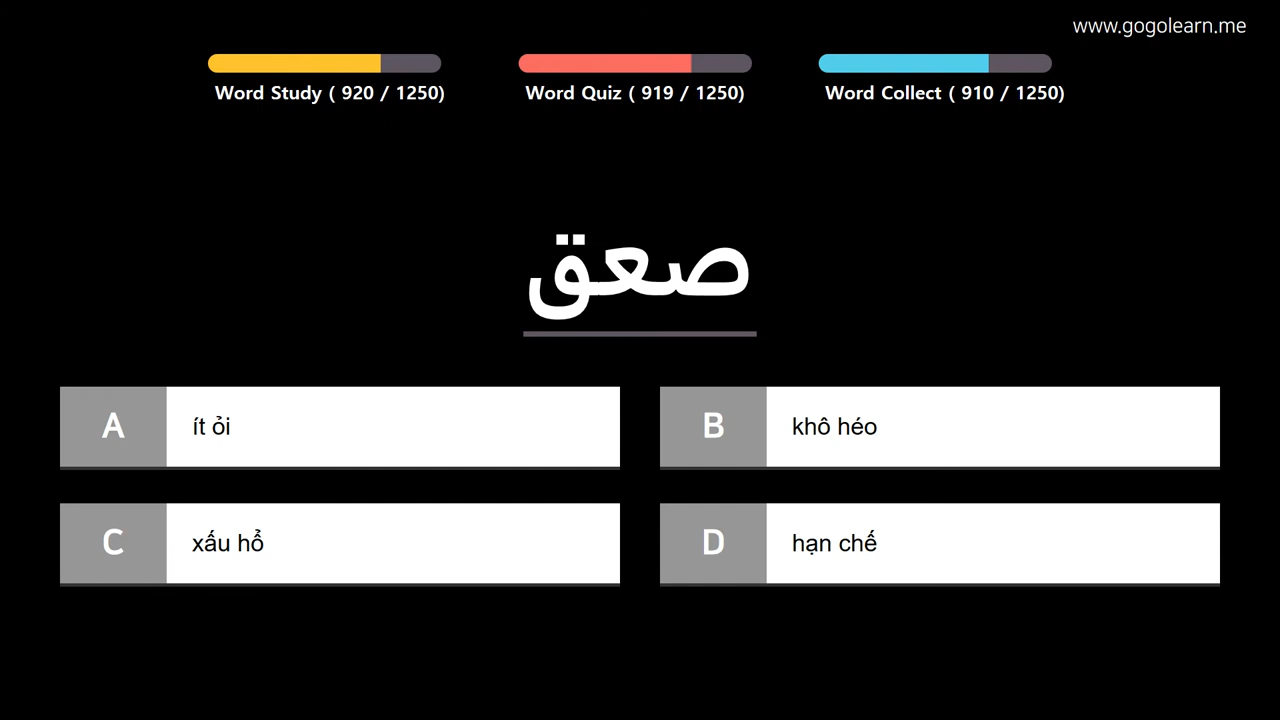 www.gogolearn.me
Word Study ( 920 / 1250)
Word Quiz ( 919 / 1250)
Word Collect ( 910 / 1250)
صعق
A
ít ỏi
B
khô héo
C
xấu hổ
D
hạn chế